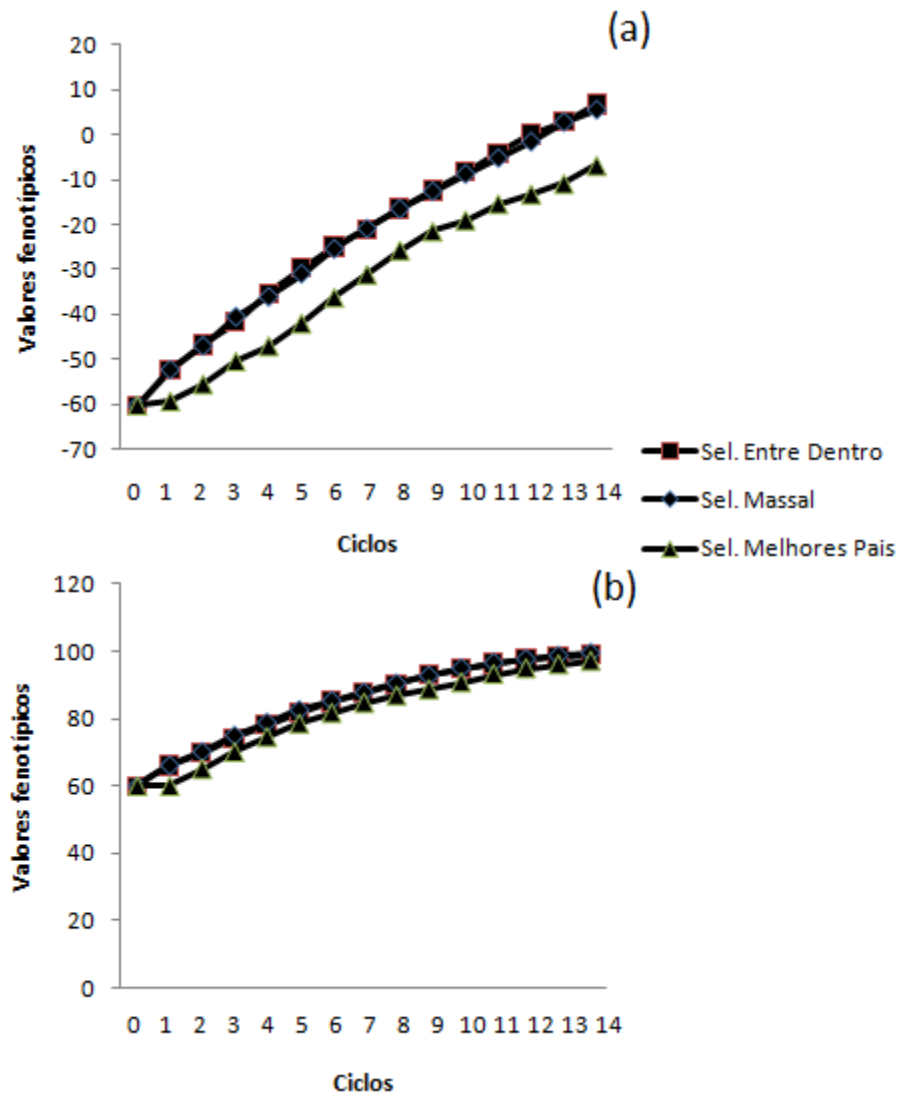 (a)
20
10
0
-10
-20
-30
-40
-50
-60
-70
Valores fenotípicos
0 1 2 3 4 5 6 7 8 9 10 11 12 13 14
Ciclos
Sel. Entre Dentro
Sel. Massal
Sel. Melhores Pais
(b)
120
100
80
60
40
20
0
Valores fenotípicos
0 1 2 3 4 5 6 7 8 9 10 11 12 13 14
Ciclos